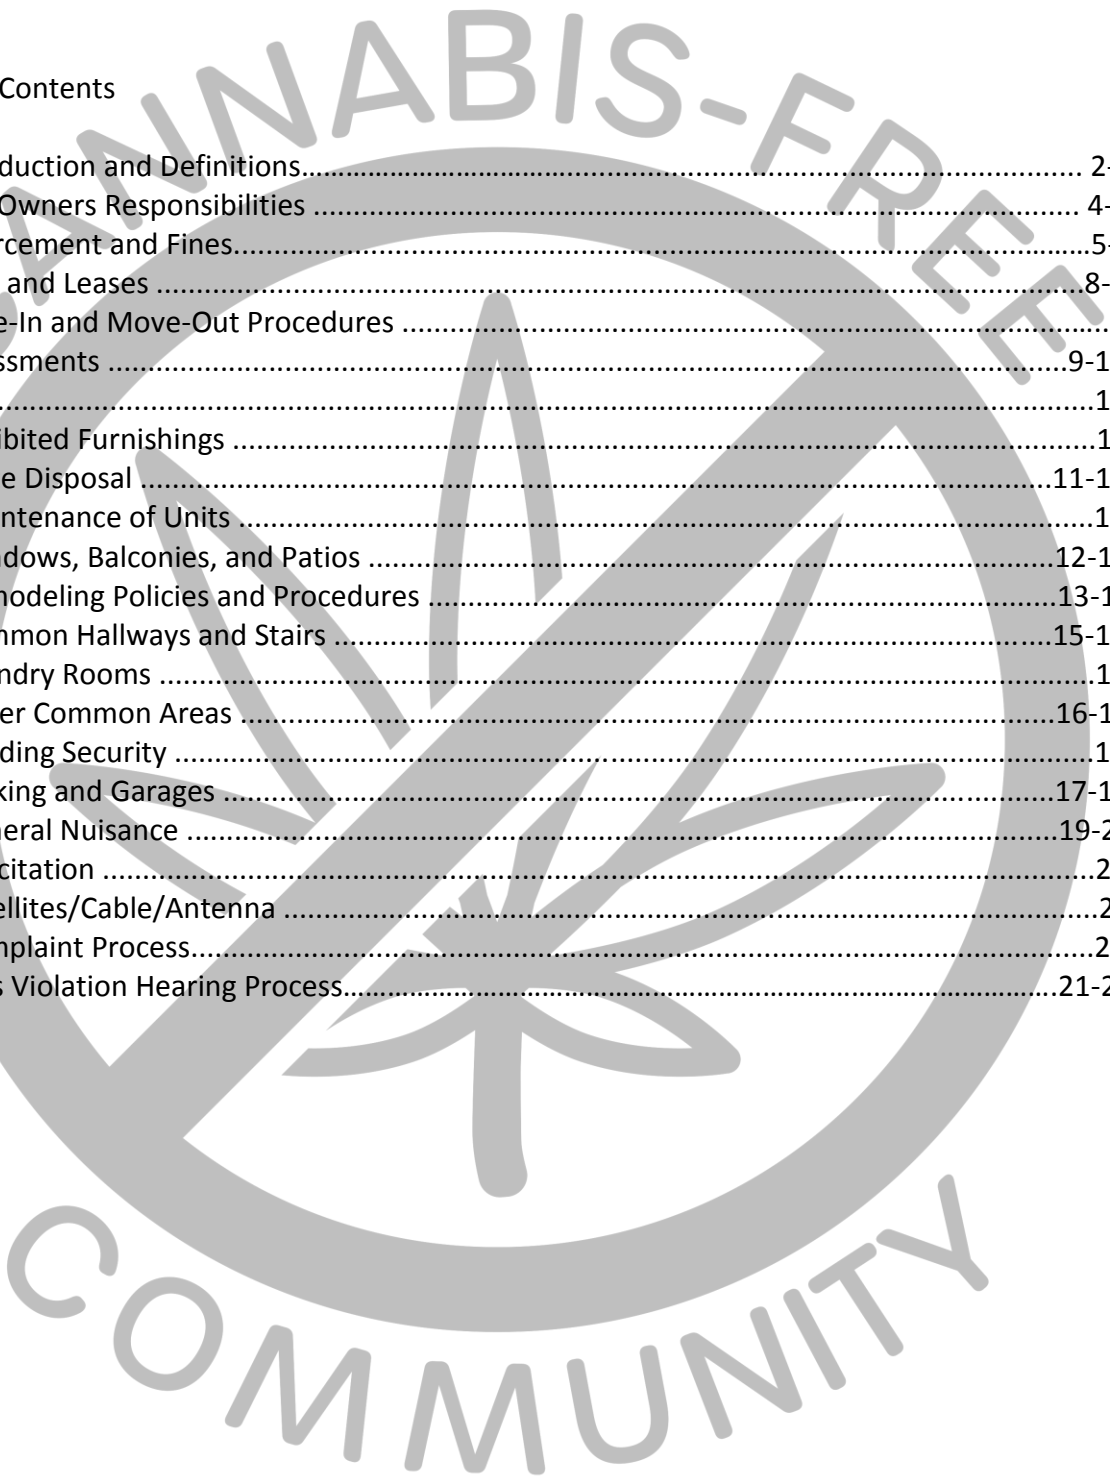 CANNABIS-FREE
Contents
duction and Definitions................................................................................................ 2-
Owners Responsibilities ................................................................................................ 4-
rcement and Fines................................................................................................5-
and Leases ................................................................................................8-
e-In and Move-Out Procedures ................................................................................................
ssments ................................................................................................9-1
................................................................................................1
ibited Furnishings ................................................................................................1
e Disposal ................................................................................................11-1
ntenance of Units ................................................................................................1
dows, Balconies, and Patios ................................................................................................12-1
modeling Policies and Procedures ................................................................................................13-1
mmon Hallways and Stairs ................................................................................................15-1
ndry Rooms ................................................................................................1
er Common Areas ................................................................................................16-1
ding Security ................................................................................................1
king and Garages ................................................................................................17-1
neral Nuisance ................................................................................................19-2
citation ................................................................................................2
ellites/Cable/Antenna ................................................................................................2
mplaint Process................................................................................................2
s Violation Hearing Process................................................................................................21-2
COMMUNITY